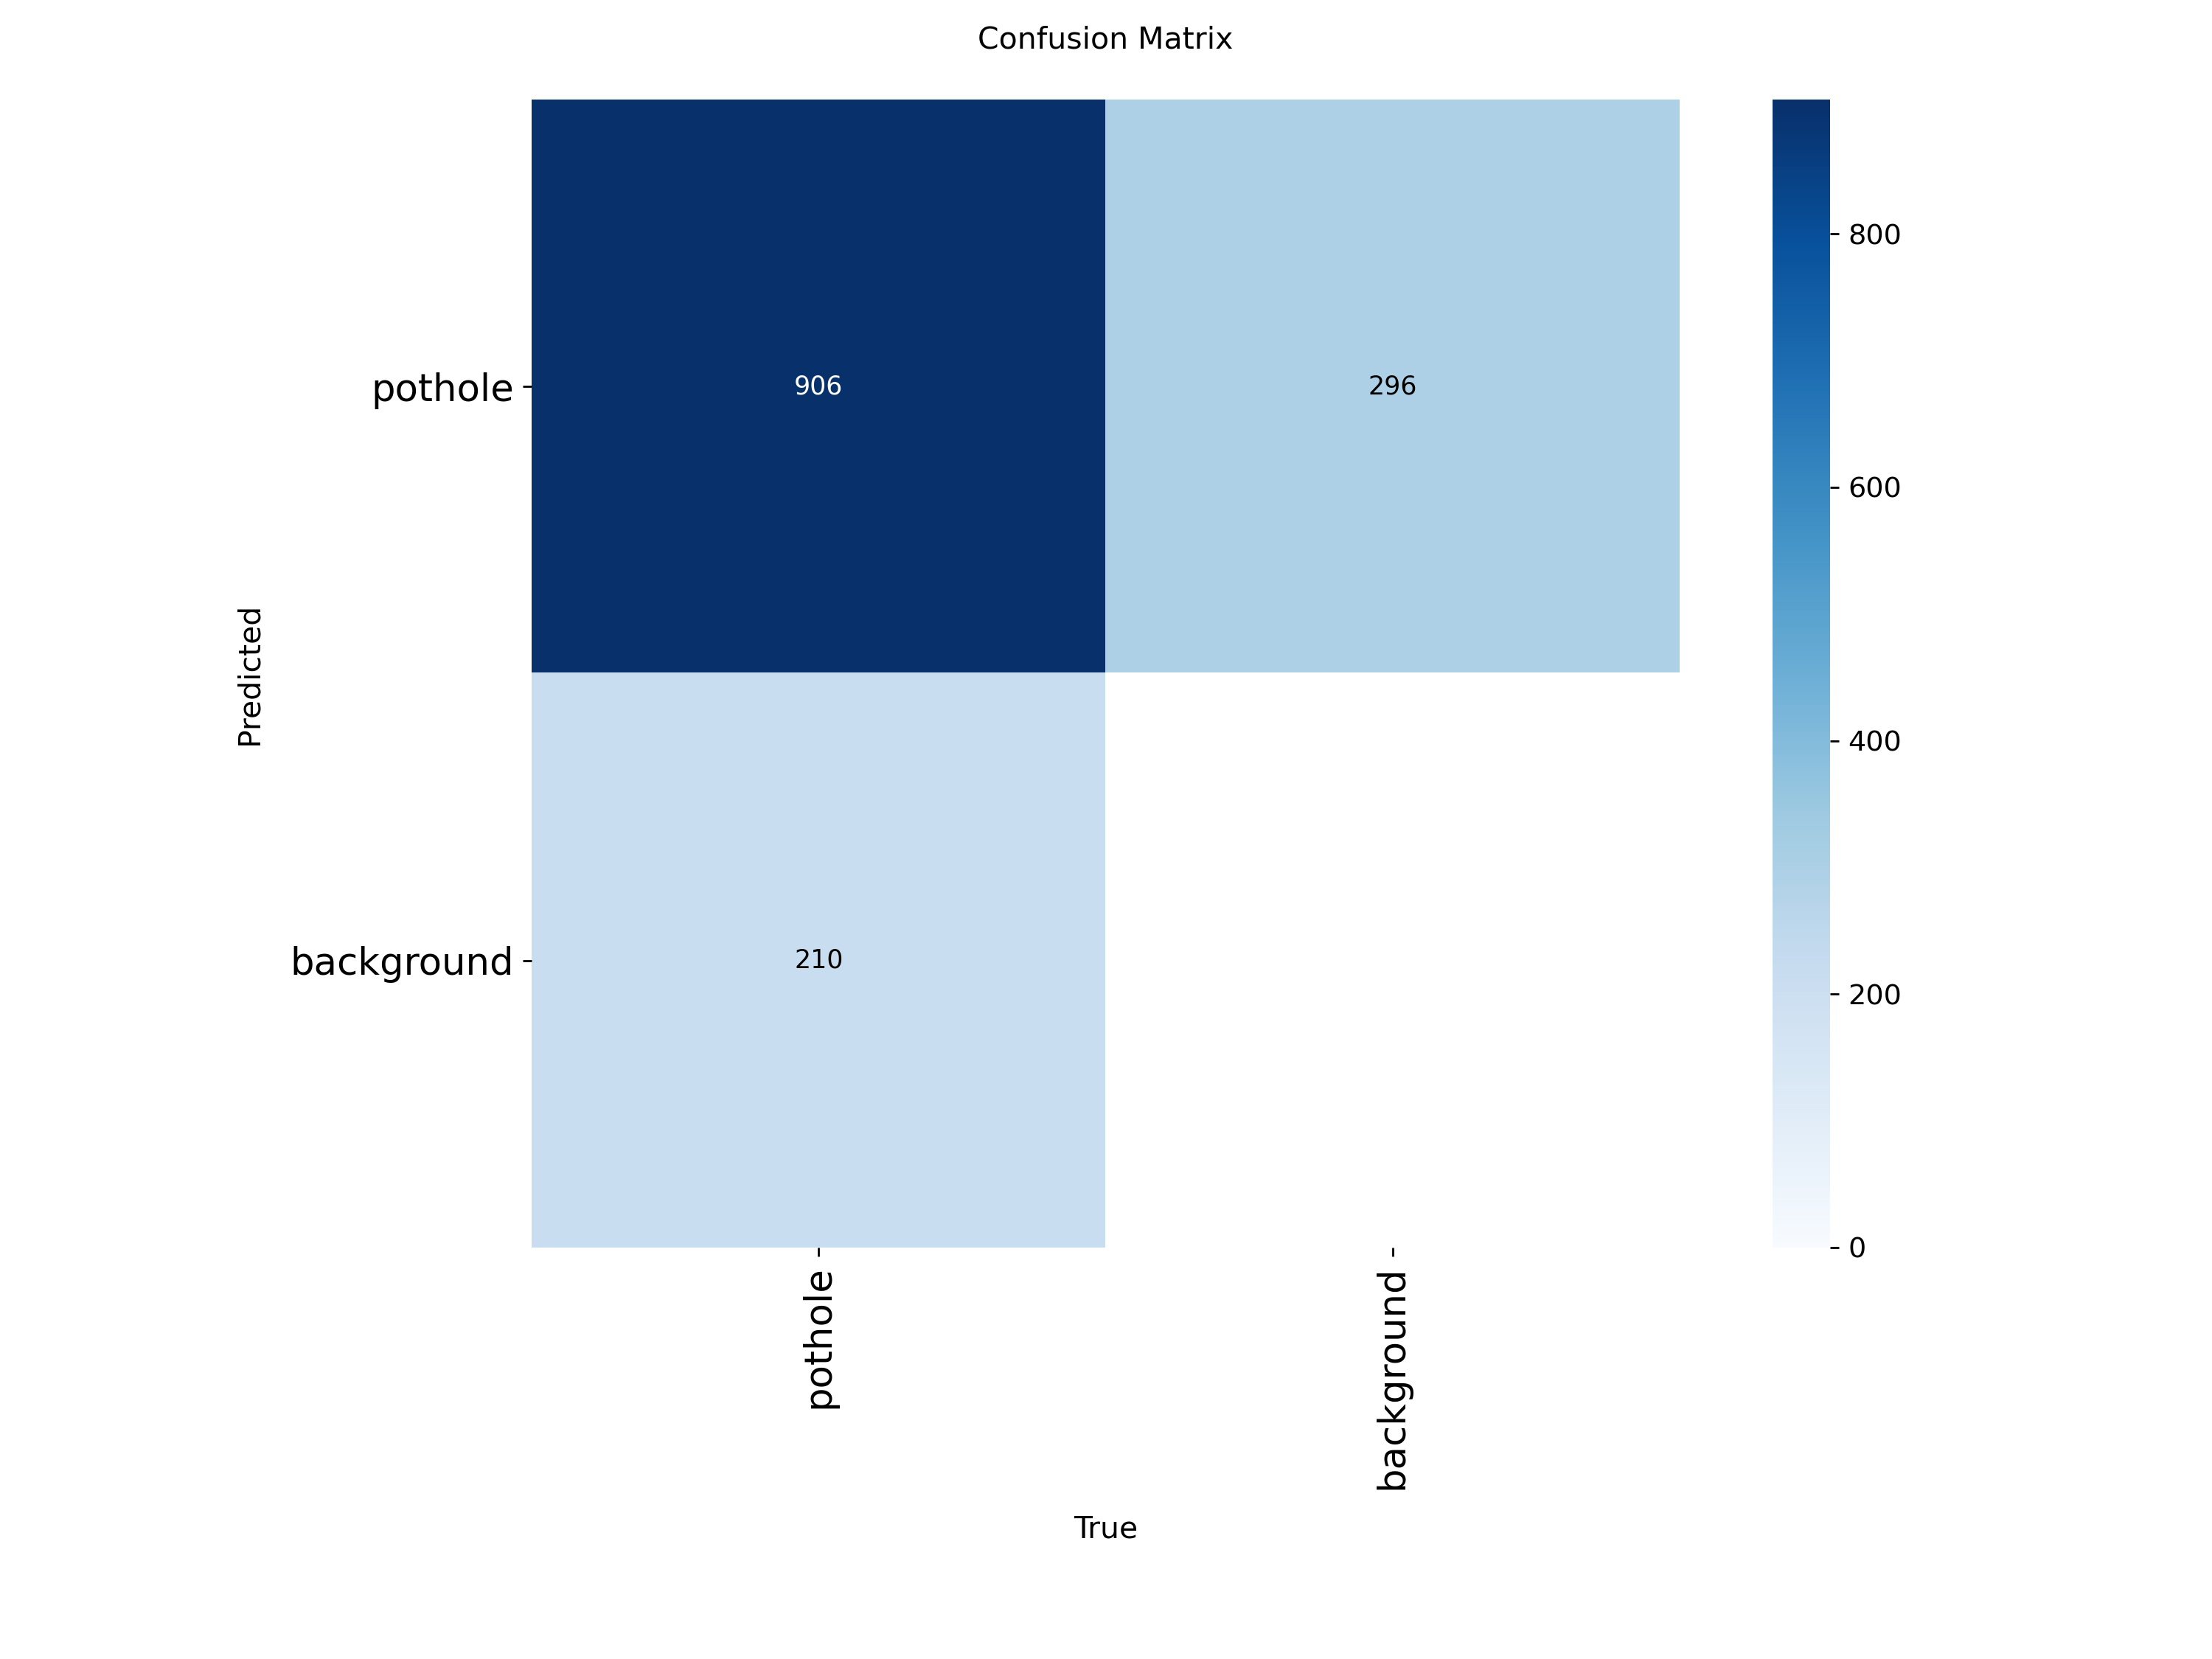 Confusion Matrix
pothole
906
296
Predicted
background
210
pothole
background
True
800
600
400
200
0